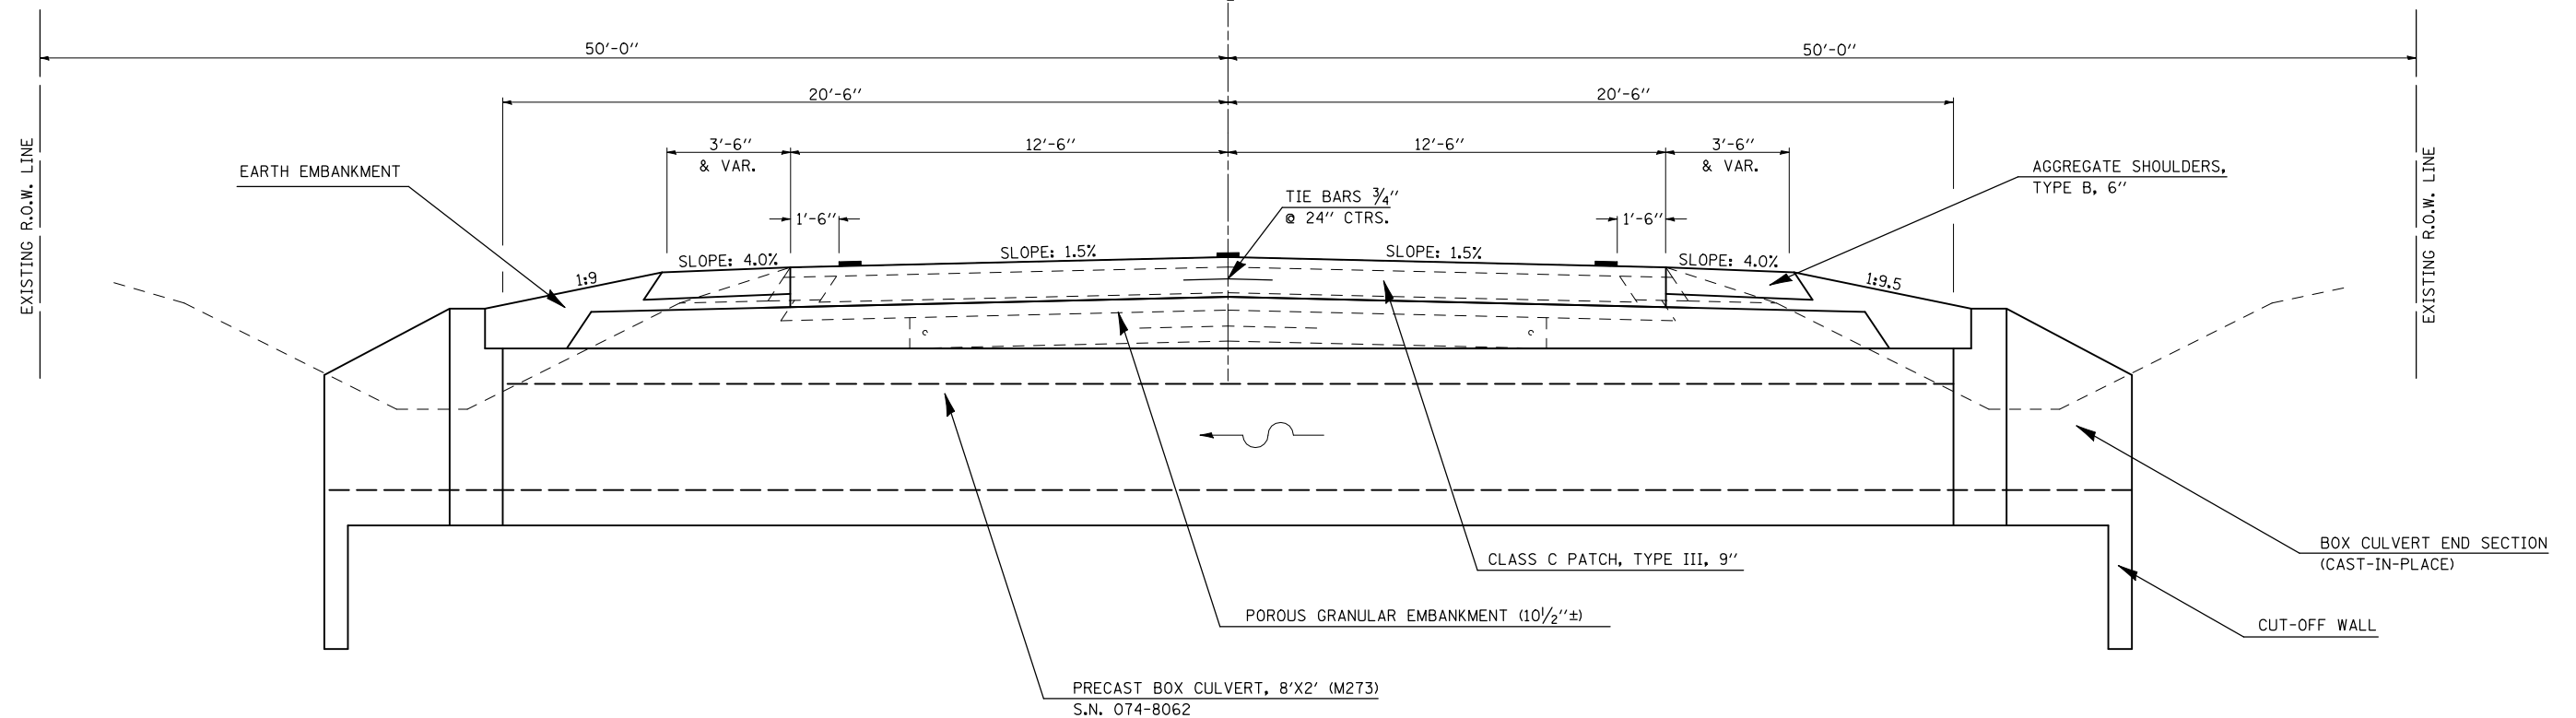 50'-0"
50'-0"
20'-6"
20'-6"
3'-6"
& VAR.
12'-6"
12'-6"
3'-6"
& VAR.
EXISTING R.O.W. LINE
EARTH EMBANKMENT
TIE BARS 3/4"
@ 24" CTRS.
AGGREGATE SHOULDERS,
TYPE B, 6"
EXISTING R.O.W. LINE
1'-6"
1'-6"
1:9
SLOPE: 4.0%
SLOPE: 1.5%
SLOPE: 1.5%
SLOPE: 4.0%
1:9.5
CLASS C PATCH, TYPE III, 9"
BOX CULVERT END SECTION
(CAST-IN-PLACE)
POROUS GRANULAR EMBANKMENT (10 1/2"±)
CUT-OFF WALL
PRECAST BOX CULVERT, 8'X2' (M273)
S.N. 074-8062